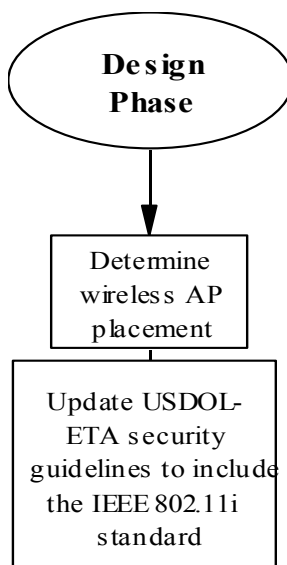 Design
Phase
Determine
wireless AP
placement
Update USDOL-
ETA security
guidelines to include
the IEEE 802.11i
standard